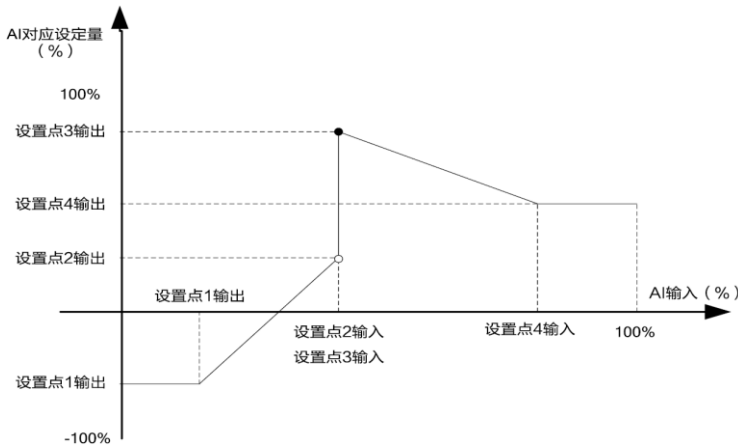 AI对应设定量
（%）
100%
设置点3输出
设置点4输出
设置点2输出
设置点1输出
AI输入（%）
设置点2输入
设置点3输入
设置点4输入
100%
设置点1输出
-100%